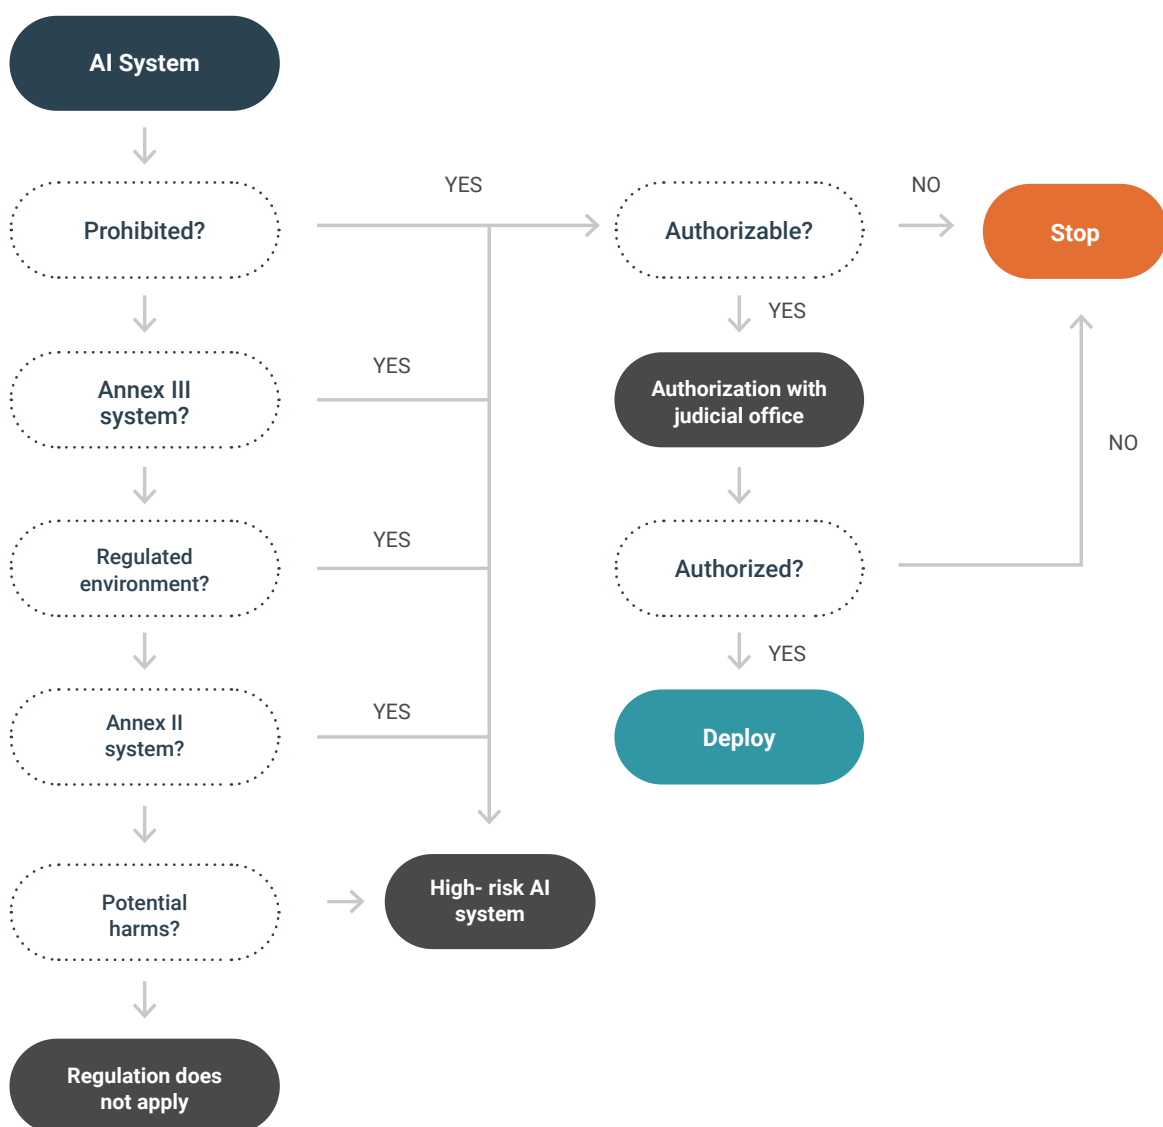 AI System
YES
NO
Prohibited?
Authorizable?
Stop
YES
YES
Annex III
system?
Authorization with
judicial office
NO
YES
Regulated
environment?
Authorized?
YES
YES
Annex II
system?
Deploy
Potential
harms?
High- risk AI
system
Regulation does
not apply